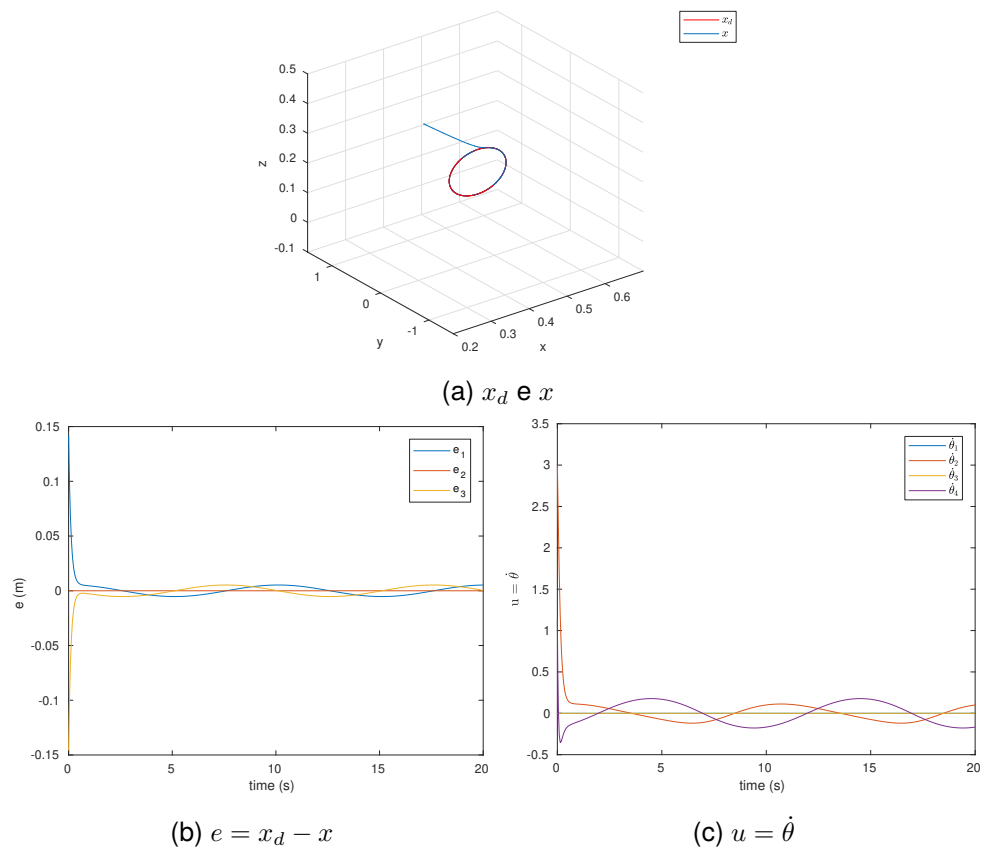 x_d
x
0.5
0.4
0.3
0.2
0.1
0
-0.1
z
1
0
-1
y
0.2
0.3
0.4
0.5
0.6
x
(a) x_d e x
0.15
0.1
0.05
0
-0.05
-0.1
-0.15
e (m)
e_1
e_2
e_3
0 5 10 15 20
time (s)
(b) e = x_d − x
3.5
3
2.5
2
1.5
1
0.5
0
-0.5
u = θ̇
θ̇_1
θ̇_2
θ̇_3
θ̇_4
0 5 10 15 20
time (s)
(c) u = θ̇